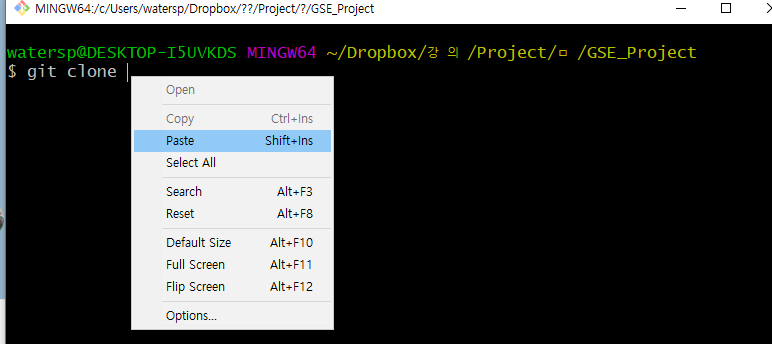 MINGW64:/c/Users/watersp/Dropbox/??/Project/?/GSE_Project
watersp@DESKTOP-I5UVKDS MINGW64 ~/Dropbox/강 의 /Project/ㅁ /GSE_Project
$ git clone
Open
Copy Ctrl+Ins
Paste Shift+Ins
Select All
Search Alt+F3
Reset Alt+F8
Default Size Alt+F10
Full Screen Alt+F11
Flip Screen Alt+F12
Options...